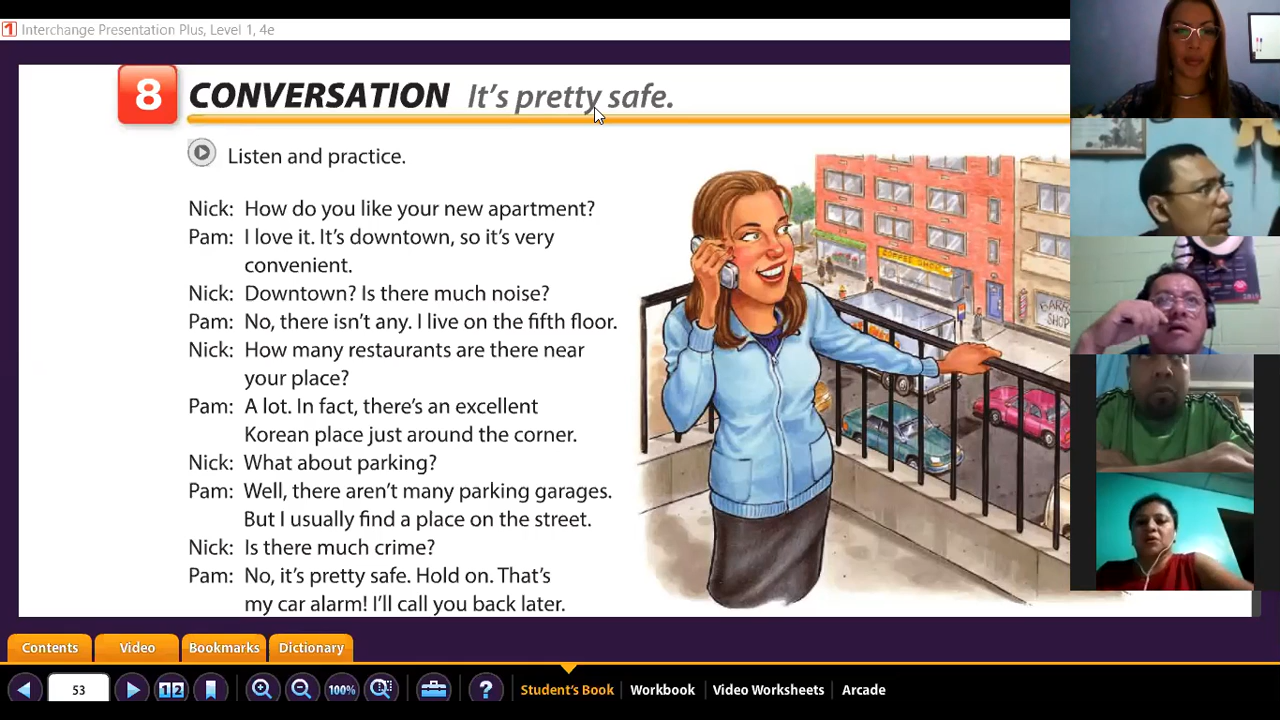 Interchange Presentation Plus, Level 1, 4e
8 CONVERSATION It's pretty safe.
Listen and practice.
Nick: How do you like your new apartment?
Pam: I love it. It's downtown, so it's very
convenient.
Nick: Downtown? Is there much noise?
Pam: No, there isn't any. I live on the fifth floor.
Nick: How many restaurants are there near
your place?
Pam: A lot. In fact, there's an excellent
Korean place just around the corner.
Nick: What about parking?
Pam: Well, there aren't many parking garages.
But I usually find a place on the street.
Nick: Is there much crime?
Pam: No, it's pretty safe. Hold on. That's
my car alarm! I'll call you back later.
COFFEE SHOP
SHOP
Contents Video Bookmarks Dictionary
53 12 100% ? Student's Book Workbook Video Worksheets Arcade